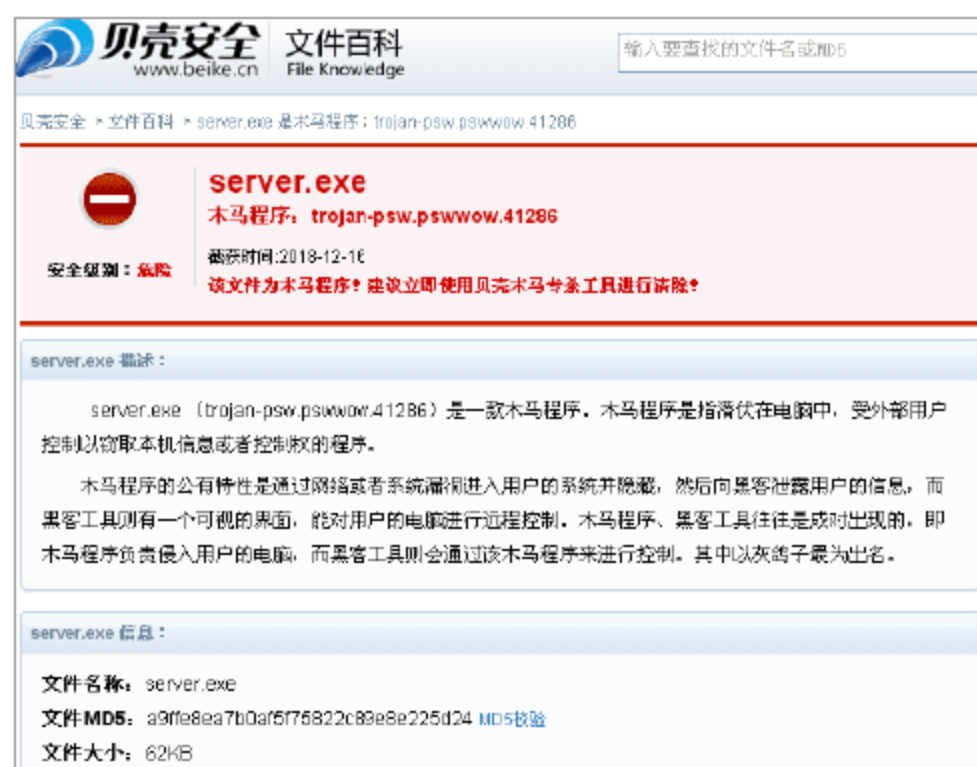 贝壳安全
www.beike.cn
文件百科
File Knowledge
输入要查找的文件名或MD5
贝壳安全 > 文件百科 > server.exe 是木马程序：trojan-psw.pswwow.41286
server.exe
木马程序：trojan-psw.pswwow.41286
安全级别：危险
截获时间:2018-12-16
该文件为木马程序！建议立即使用贝壳木马专杀工具进行清除！
server.exe 描述：
server.exe（trojan-psw.pswwow.41286）是一款木马程序。木马程序是指潜伏在电脑中，受外部用户
控制以窃取本机信息或者控制权的程序。
木马程序的公有特性是通过网络或者系统漏洞进入用户的系统并隐藏，然后向黑客泄露用户的信息，而
黑客工具则有一个可视的界面，能对用户的电脑进行远程控制。木马程序、黑客工具往往是成对出现的，即
木马程序负责侵入用户的电脑，而黑客工具则会通过该木马程序来进行控制。其中以灰鸽子最为出名。
server.exe 信息：
文件名称：server.exe
文件MD5：a9ffe8ea7b0af5f75822c89e8e225d24 MD5校验
文件大小：62KB